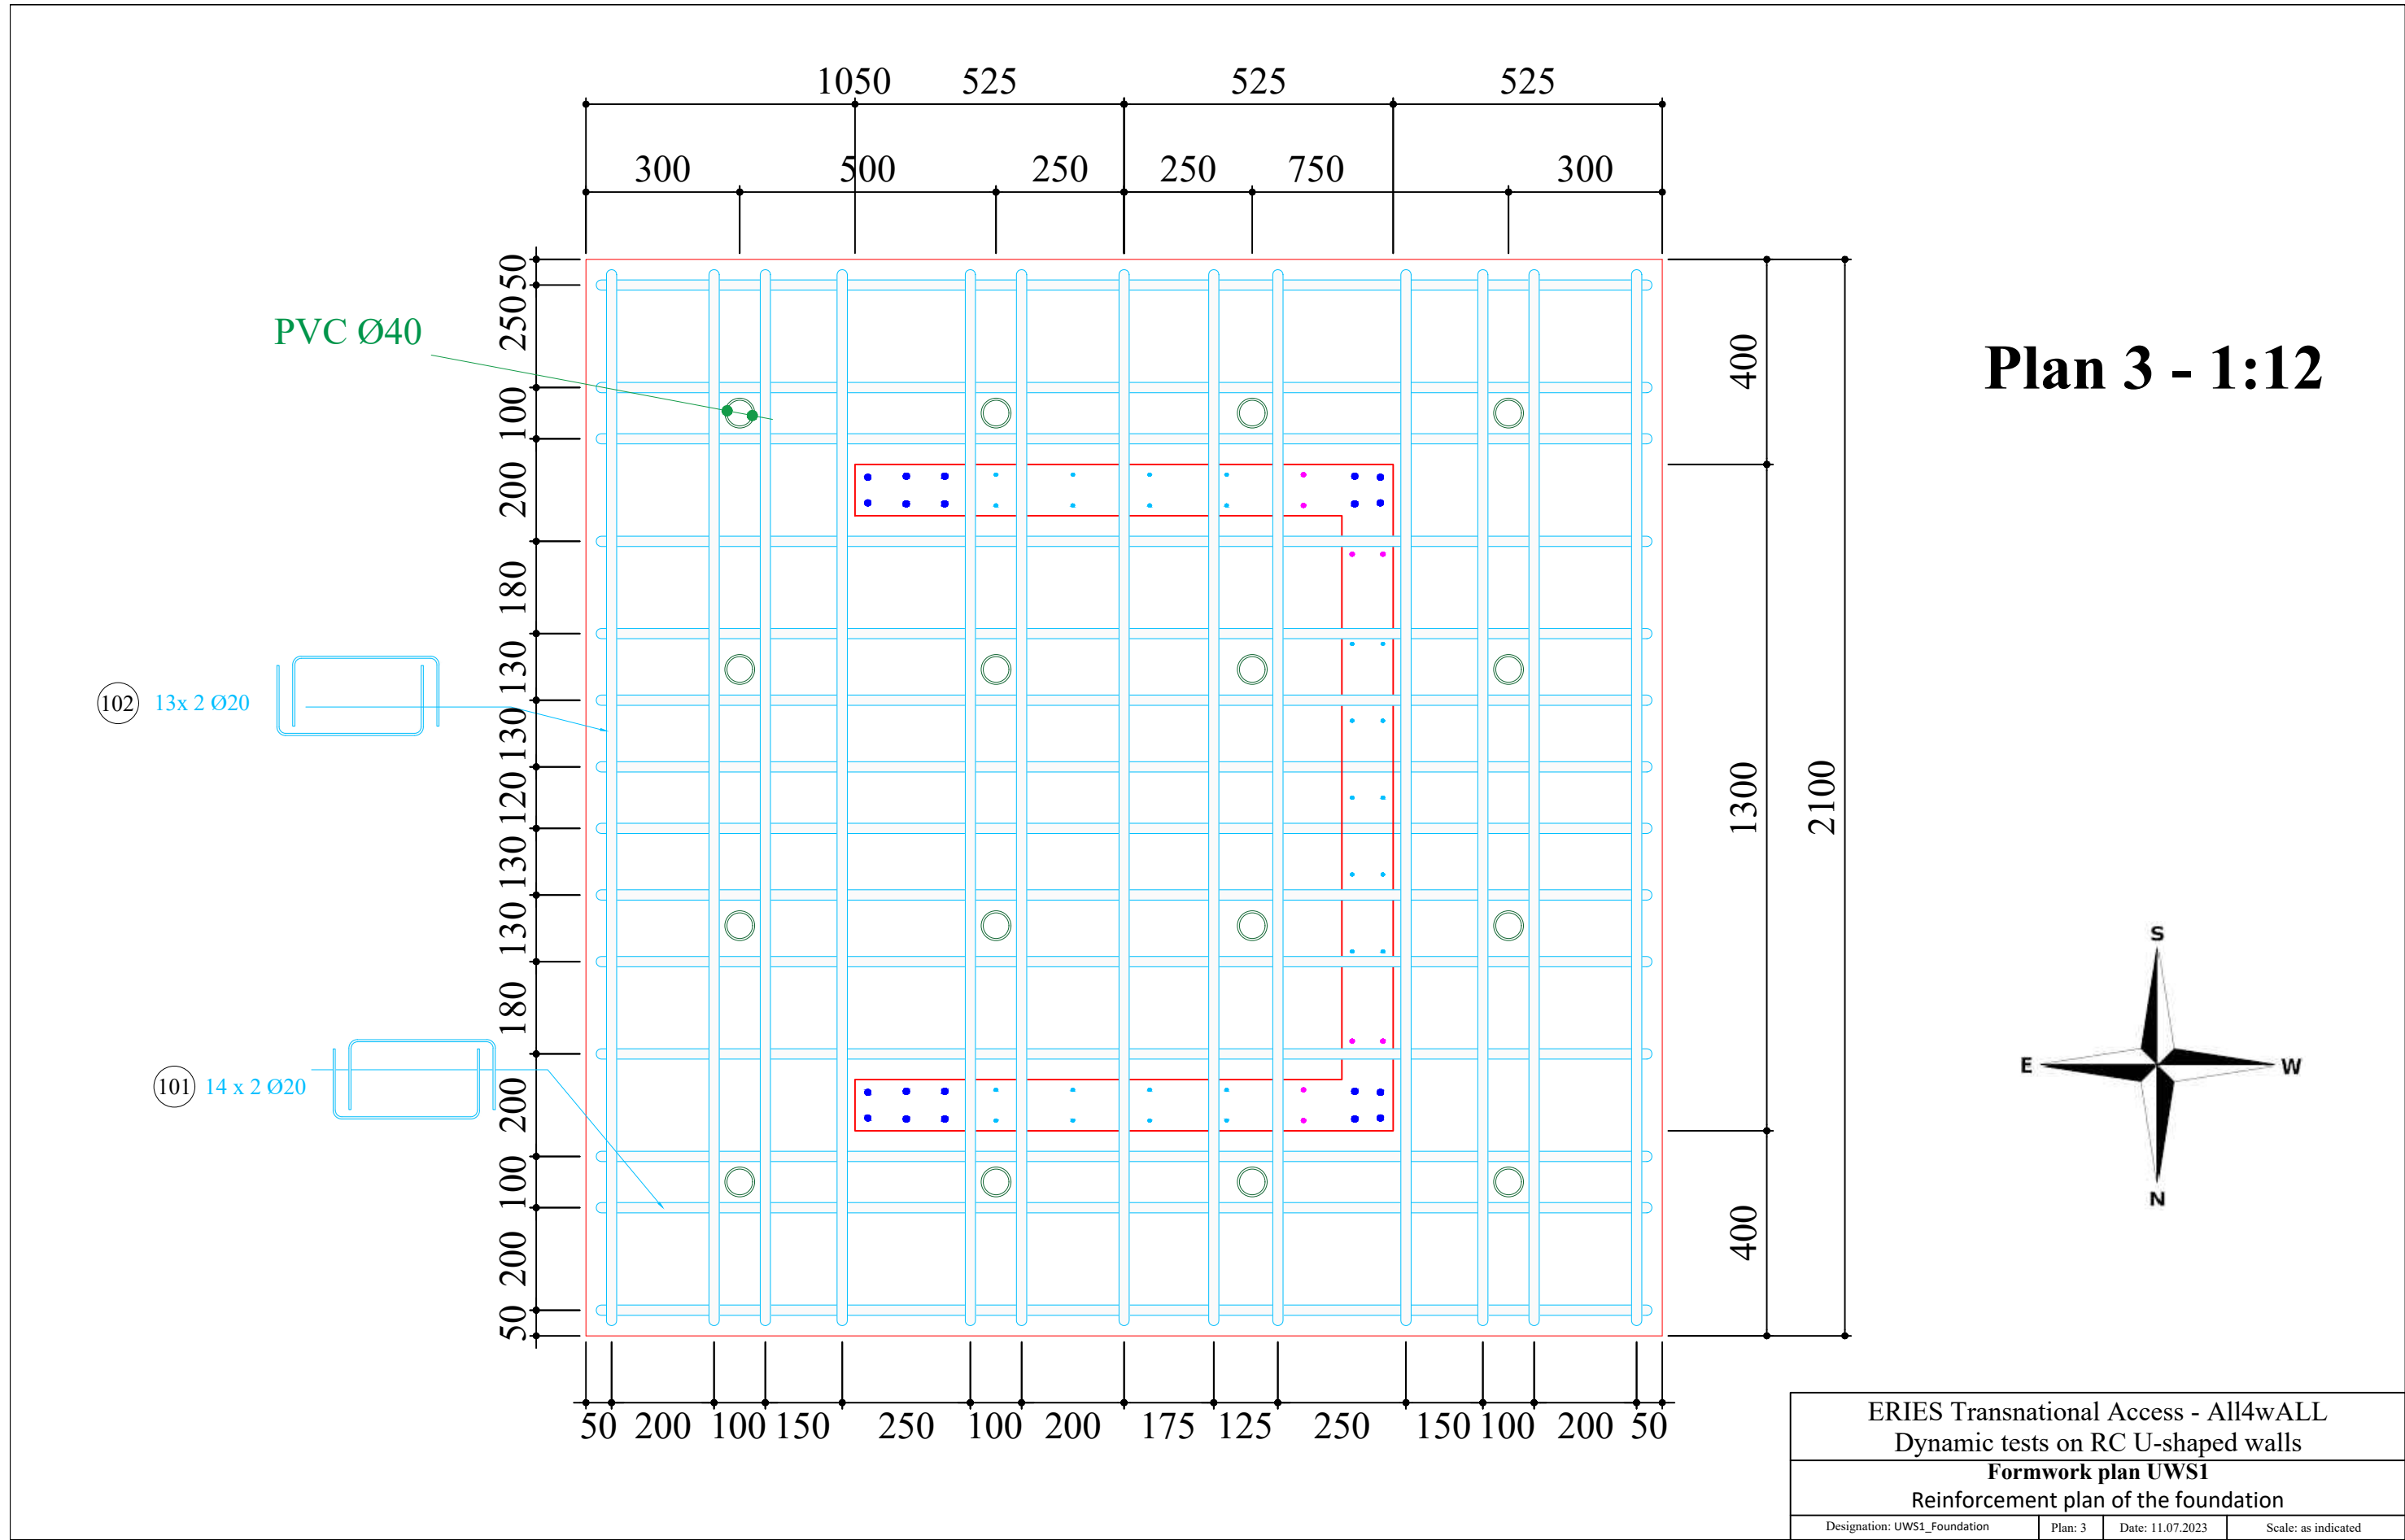 1050 525 525 525
300 500 250 250 750 300
PVC Ø40
Plan 3 - 1:12
50
250
100
200
180
130
130
120
130
130
180
200
100
200
50
400
1300
2100
400
102 13x 2 Ø20
101 14 x 2 Ø20
S
E W
N
50 200 100 150 250 100 200 175 125 250 150 100 200 50
ERIES Transnational Access - All4wALL
Dynamic tests on RC U-shaped walls
Formwork plan UWS1
Reinforcement plan of the foundation
Designation: UWS1_Foundation Plan: 3 Date: 11.07.2023 Scale: as indicated